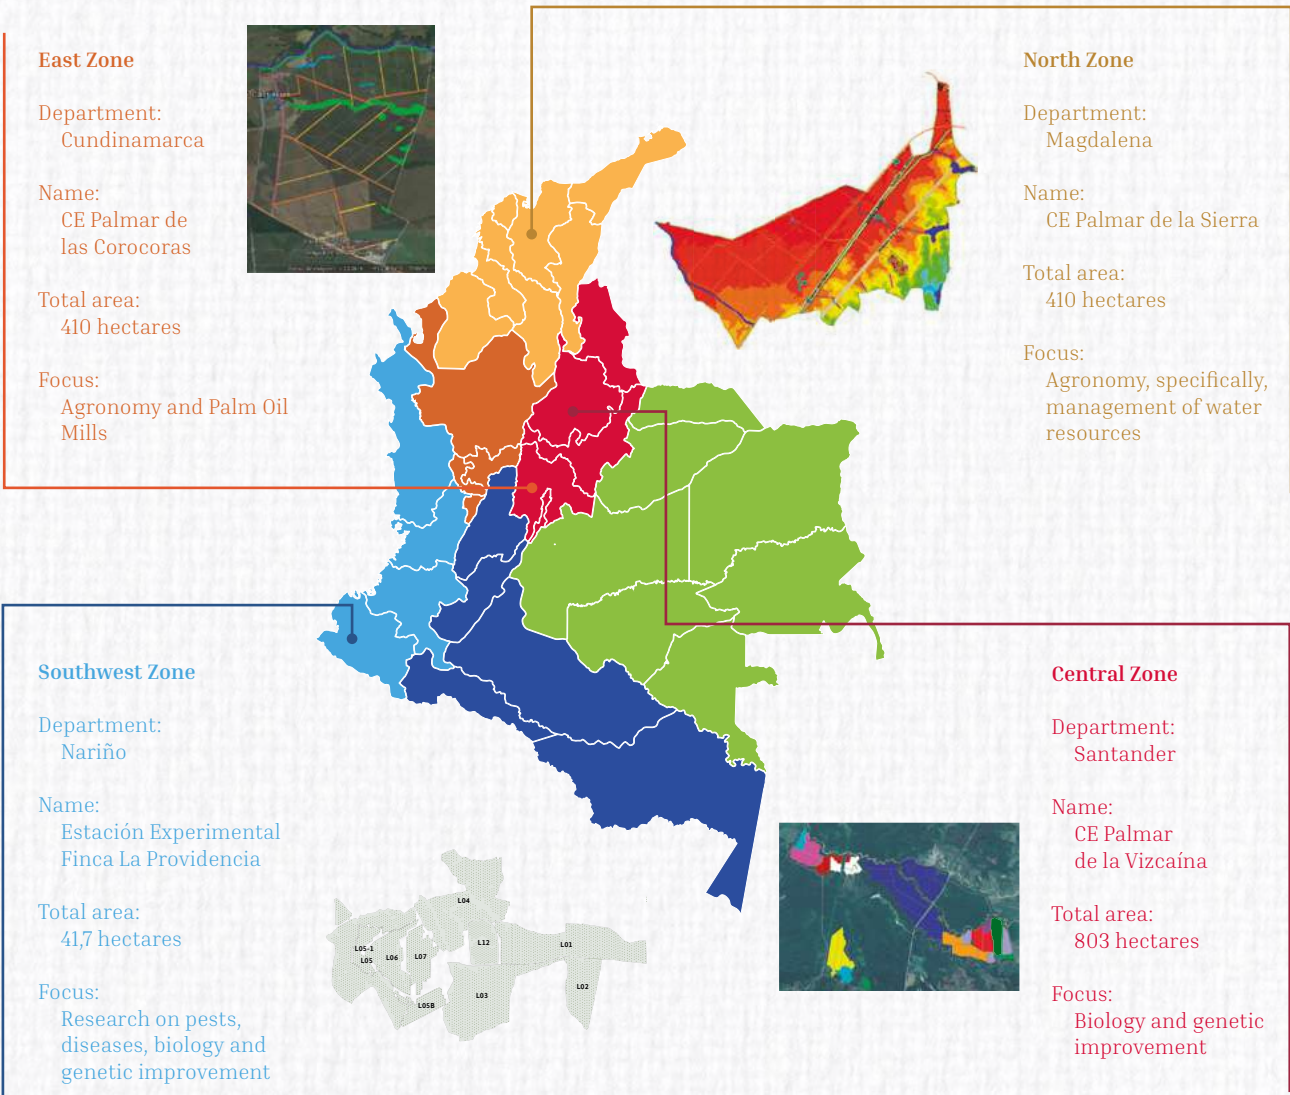 East Zone
Department:
Cundinamarca
Name:
CE Palmar de
las Corocoras
Total area:
410 hectares
Focus:
Agronomy and Palm Oil
Mills
North Zone
Department:
Magdalena
Name:
CE Palmar de la Sierra
Total area:
410 hectares
Focus:
Agronomy, specifically,
management of water
resources
Southwest Zone
Department:
Nariño
Name:
Estación Experimental
Finca La Providencia
Total area:
41,7 hectares
Focus:
Research on pests,
diseases, biology and
genetic improvement
L04
L05-1
L05
L06
L07
L12
L01
L02
L03
L05B
Central Zone
Department:
Santander
Name:
CE Palmar
de la Vizcaína
Total area:
803 hectares
Focus:
Biology and genetic
improvement